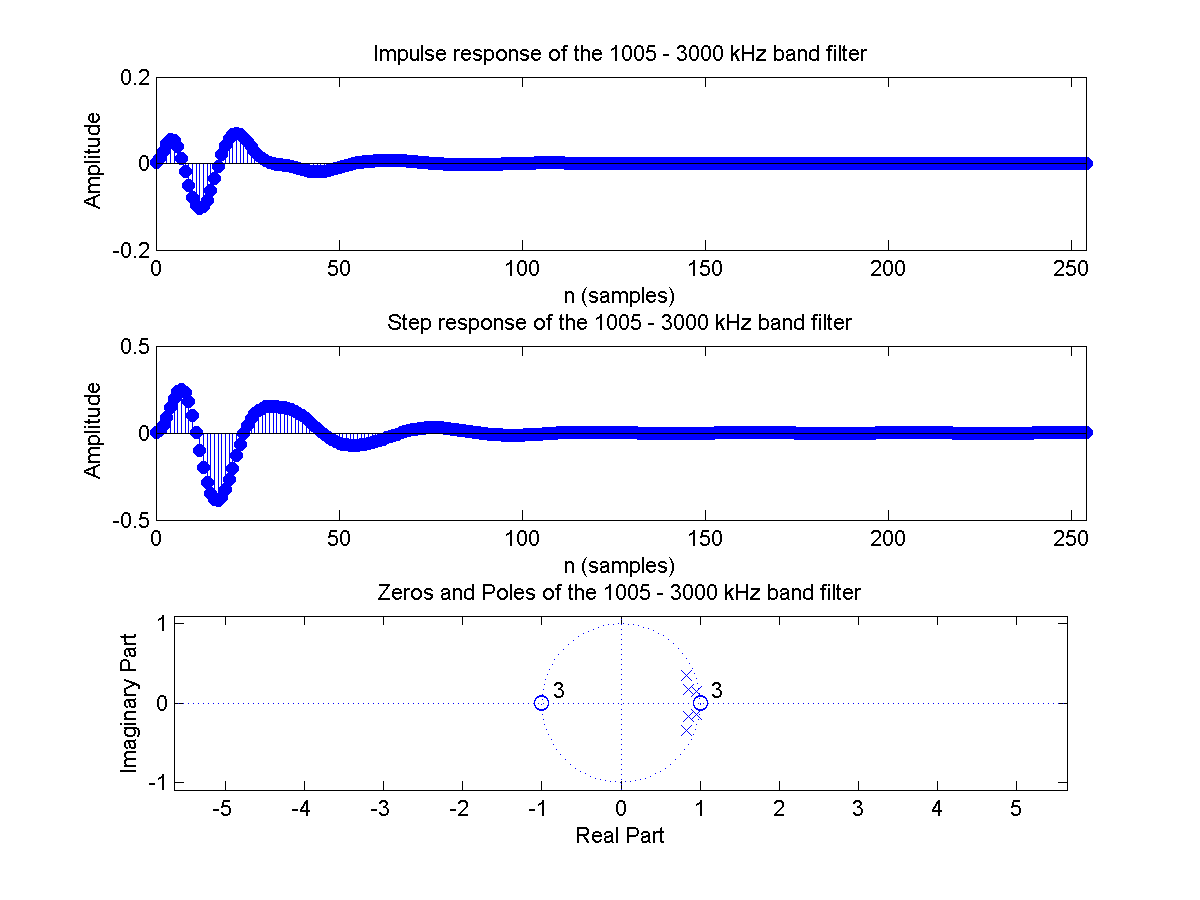 Impulse response of the 1005 - 3000 kHz band filter
0.2
0
-0.2
Amplitude
0 50 100 150 200 250
n (samples)
Step response of the 1005 - 3000 kHz band filter
0.5
0
-0.5
Amplitude
0 50 100 150 200 250
n (samples)
Zeros and Poles of the 1005 - 3000 kHz band filter
1
0
-1
Imaginary Part
3 3
-5 -4 -3 -2 -1 0 1 2 3 4 5
Real Part